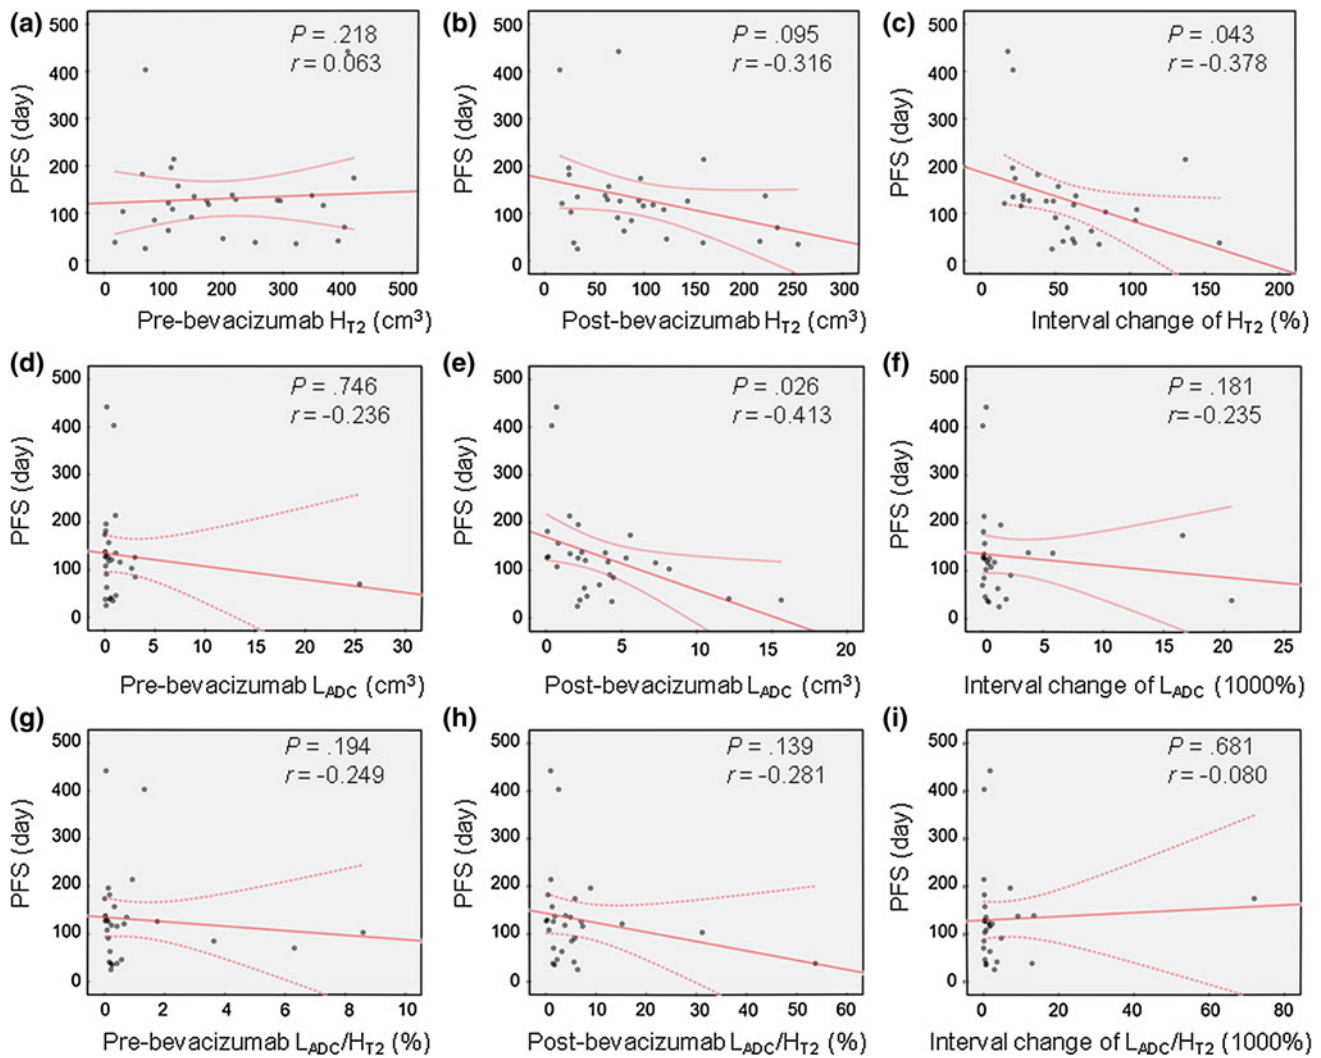 (a)
P = .218
r = 0.063
PFS (day)
500
400
300
200
100
0
0 100 200 300 400 500
Pre-bevacizumab HT2 (cm³)
(b)
P = .095
r = -0.316
PFS (day)
500
400
300
200
100
0
0 50 100 150 200 250 300
Post-bevacizumab HT2 (cm³)
(c)
P = .043
r = -0.378
PFS (day)
500
400
300
200
100
0
0 50 100 150 200
Interval change of HT2 (%)
(d)
P = .746
r = -0.236
PFS (day)
500
400
300
200
100
0
0 5 10 15 20 25 30
Pre-bevacizumab LADC (cm³)
(e)
P = .026
r = -0.413
PFS (day)
500
400
300
200
100
0
0 5 10 15 20
Post-bevacizumab LADC (cm³)
(f)
P = .181
r = -0.235
PFS (day)
500
400
300
200
100
0
0 5 10 15 20 25
Interval change of LADC (1000%)
(g)
P = .194
r = -0.249
PFS (day)
500
400
300
200
100
0
0 2 4 6 8 10
Pre-bevacizumab LADC/HT2 (%)
(h)
P = .139
r = -0.281
PFS (day)
500
400
300
200
100
0
0 10 20 30 40 50 60
Post-bevacizumab LADC/HT2 (%)
(i)
P = .681
r = -0.080
PFS (day)
500
400
300
200
100
0
0 20 40 60 80
Interval change of LADC/HT2 (1000%)